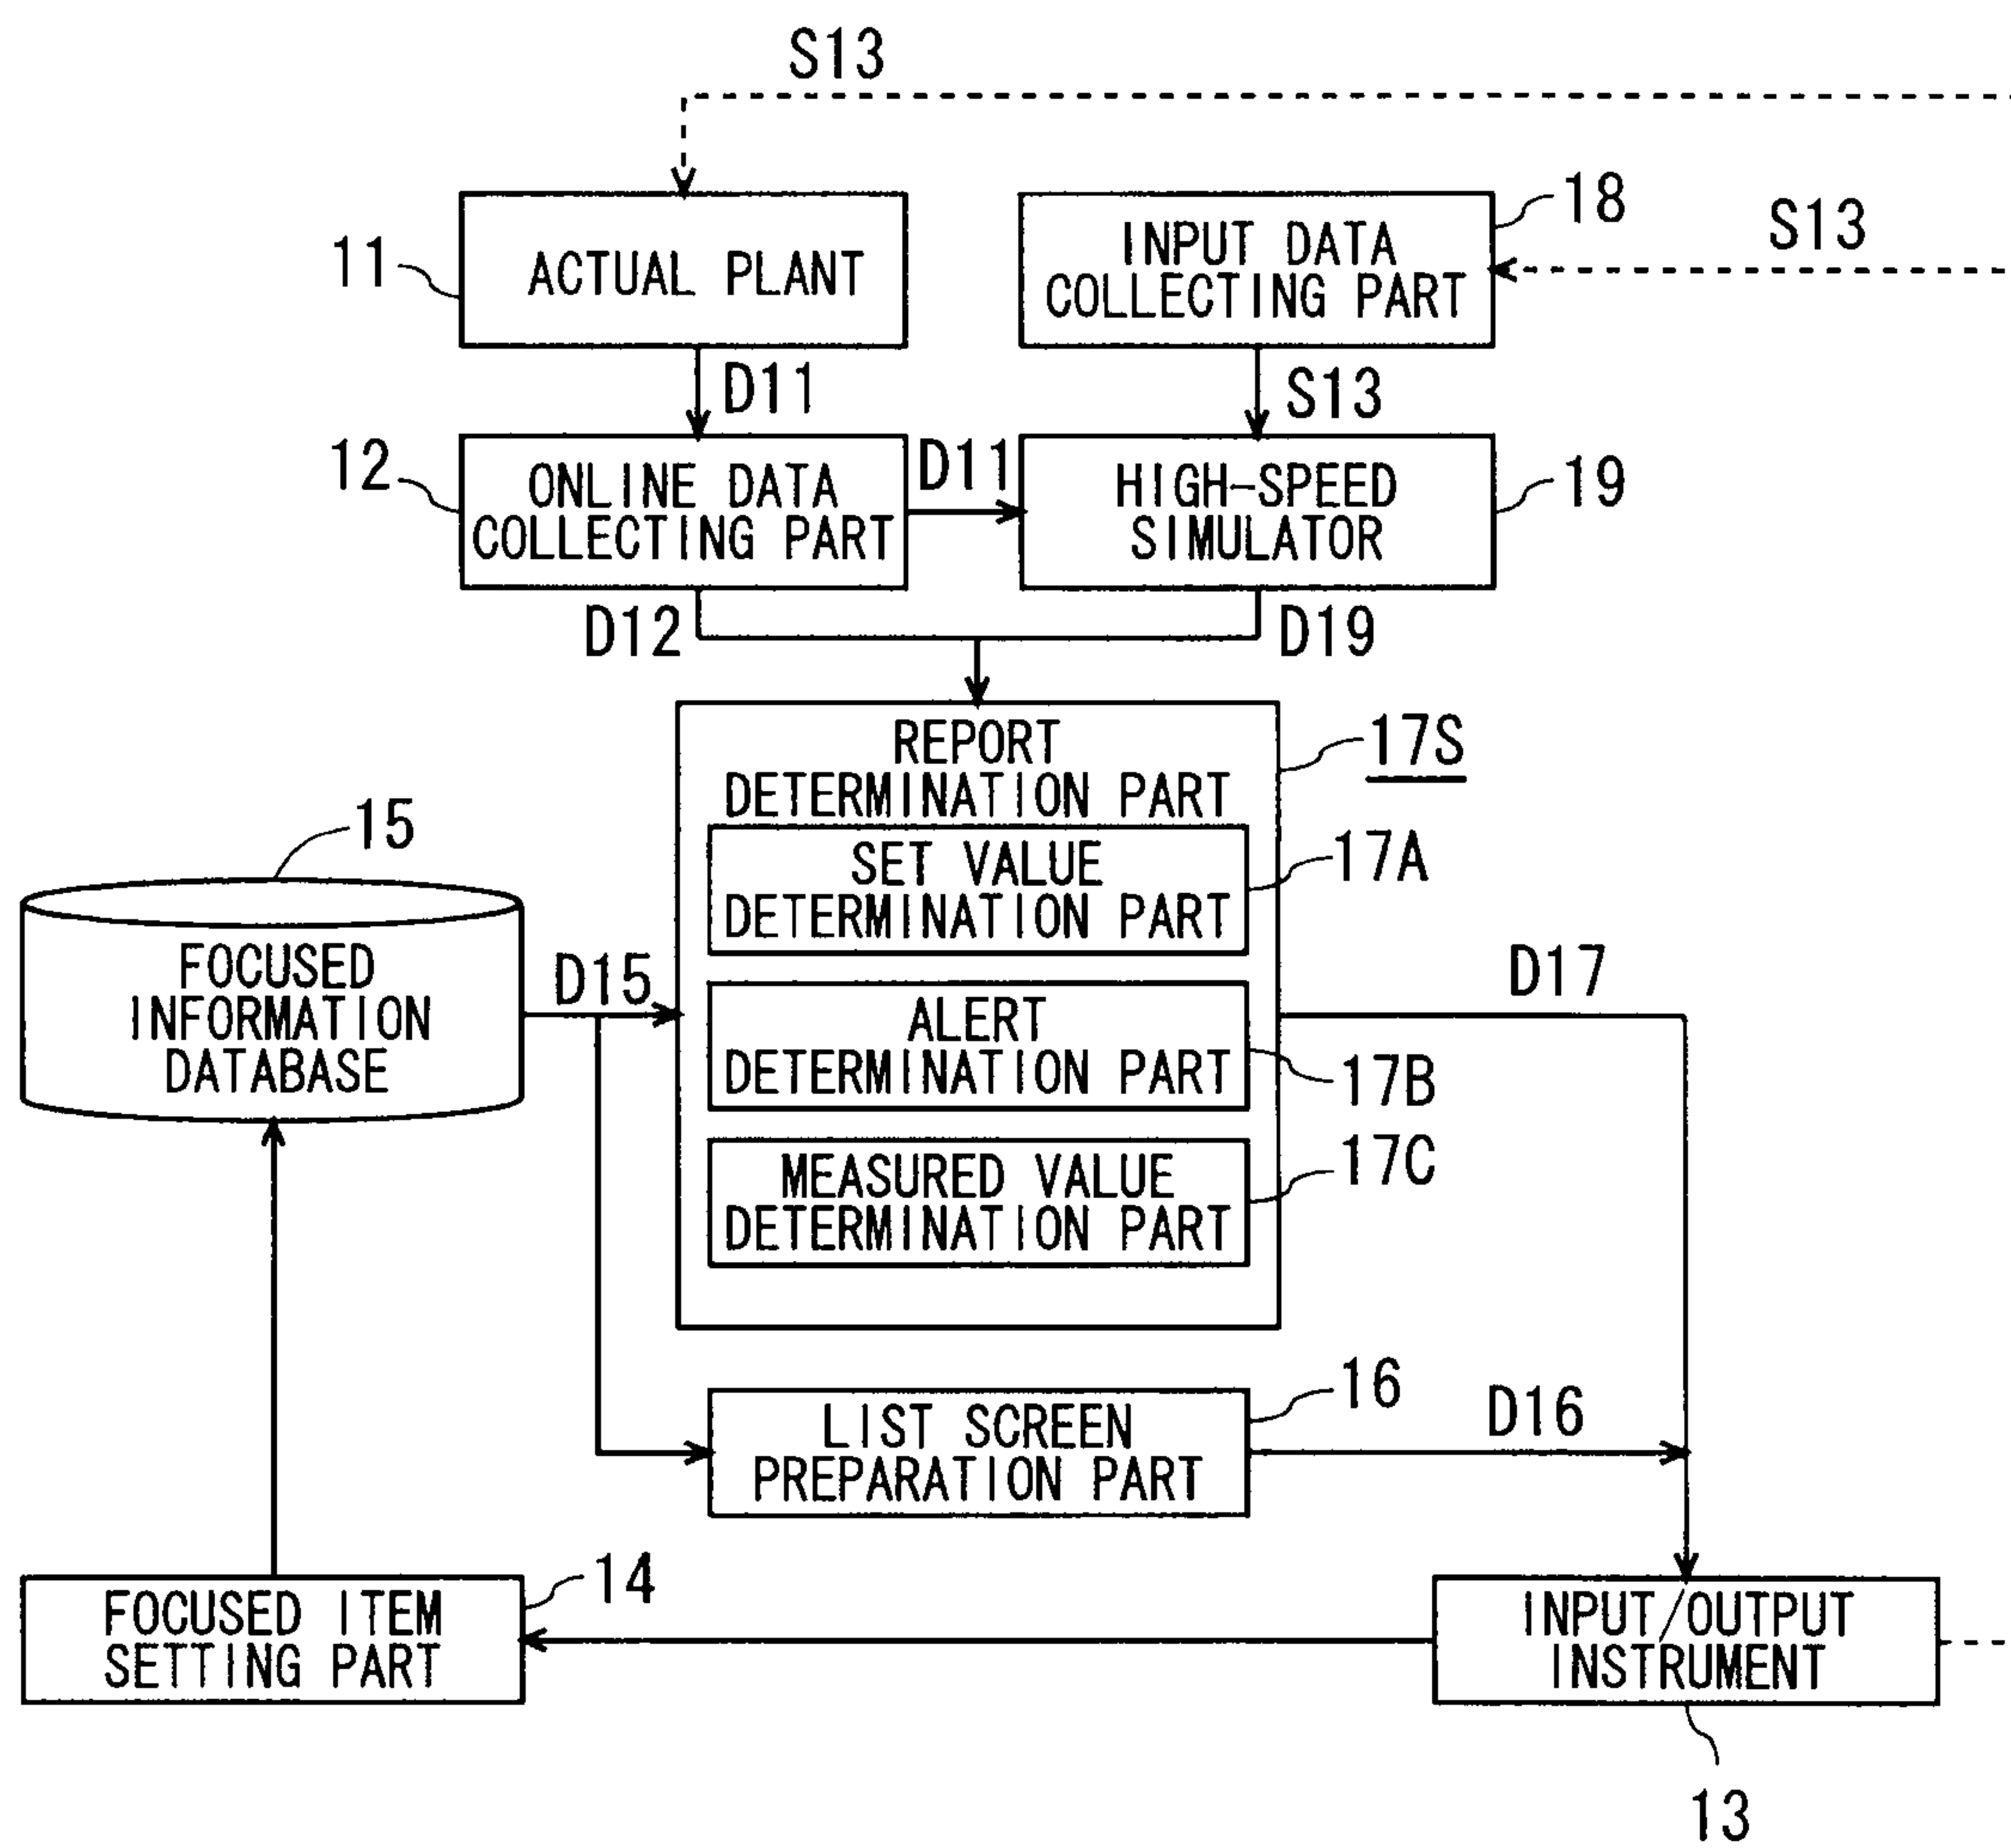 S13
18
S13
11
ACTUAL PLANT
INPUT DATA
COLLECTING PART
D11
S13
12
ONLINE DATA
COLLECTING PART
D11
HIGH-SPEED
SIMULATOR
19
D12
D19
REPORT
DETERMINATION PART
17S
15
SET VALUE
DETERMINATION PART
17A
FOCUSED
INFORMATION
DATABASE
D15
ALERT
DETERMINATION PART
17B
D17
MEASURED VALUE
DETERMINATION PART
17C
LIST SCREEN
PREPARATION PART
16
D16
FOCUSED ITEM
SETTING PART
14
INPUT/OUTPUT
INSTRUMENT
13